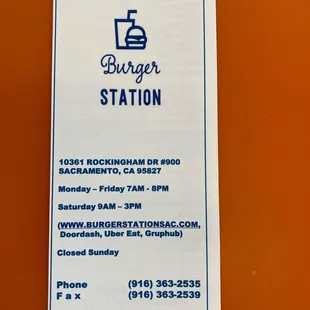 Burger
STATION
10361 ROCKINGHAM DR #900
SACRAMENTO, CA 95827
Monday – Friday 7AM - 8PM
Saturday 9AM – 3PM
(WWW.BURGERSTATIONSAC.COM,
Doordash, Uber Eat, Gruphub)
Closed Sunday
Phone (916) 363-2535
Fax (916) 363-2539